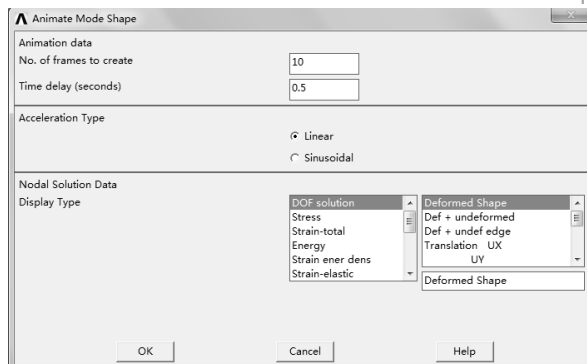 Animate Mode Shape
Animation data
No. of frames to create 10
Time delay (seconds) 0.5
Acceleration Type
Linear
Sinusoidal
Nodal Solution Data
Display Type
DOF solution
Stress
Strain-total
Energy
Strain ener dens
Strain-elastic
Deformed Shape
Def + undeformed
Def + undef edge
Translation UX
UY
Deformed Shape
OK Cancel Help